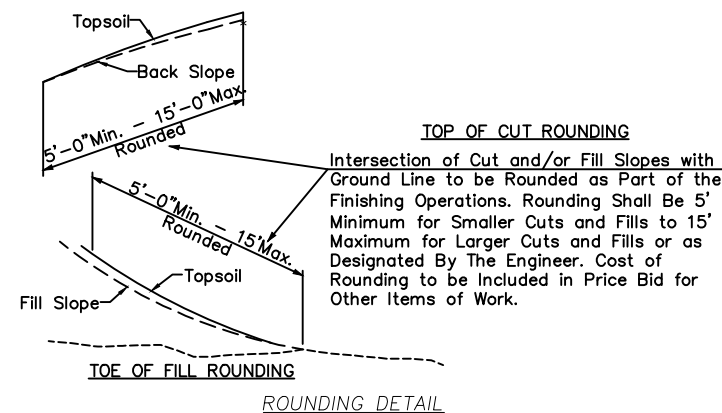 Topsoil
Back Slope
5'-0"Min. - 15'-0"Max.
Rounded
TOP OF CUT ROUNDING
Intersection of Cut and/or Fill Slopes with
Ground Line to be Rounded as Part of the
Finishing Operations. Rounding Shall Be 5'
Minimum for Smaller Cuts and Fills to 15'
Maximum for Larger Cuts and Fills or as
Designated By The Engineer. Cost of
Rounding to be Included in Price Bid for
Other Items of Work.
5'-0"Min. - 15'Max.
Rounded
Topsoil
Fill Slope
TOE OF FILL ROUNDING
ROUNDING DETAIL